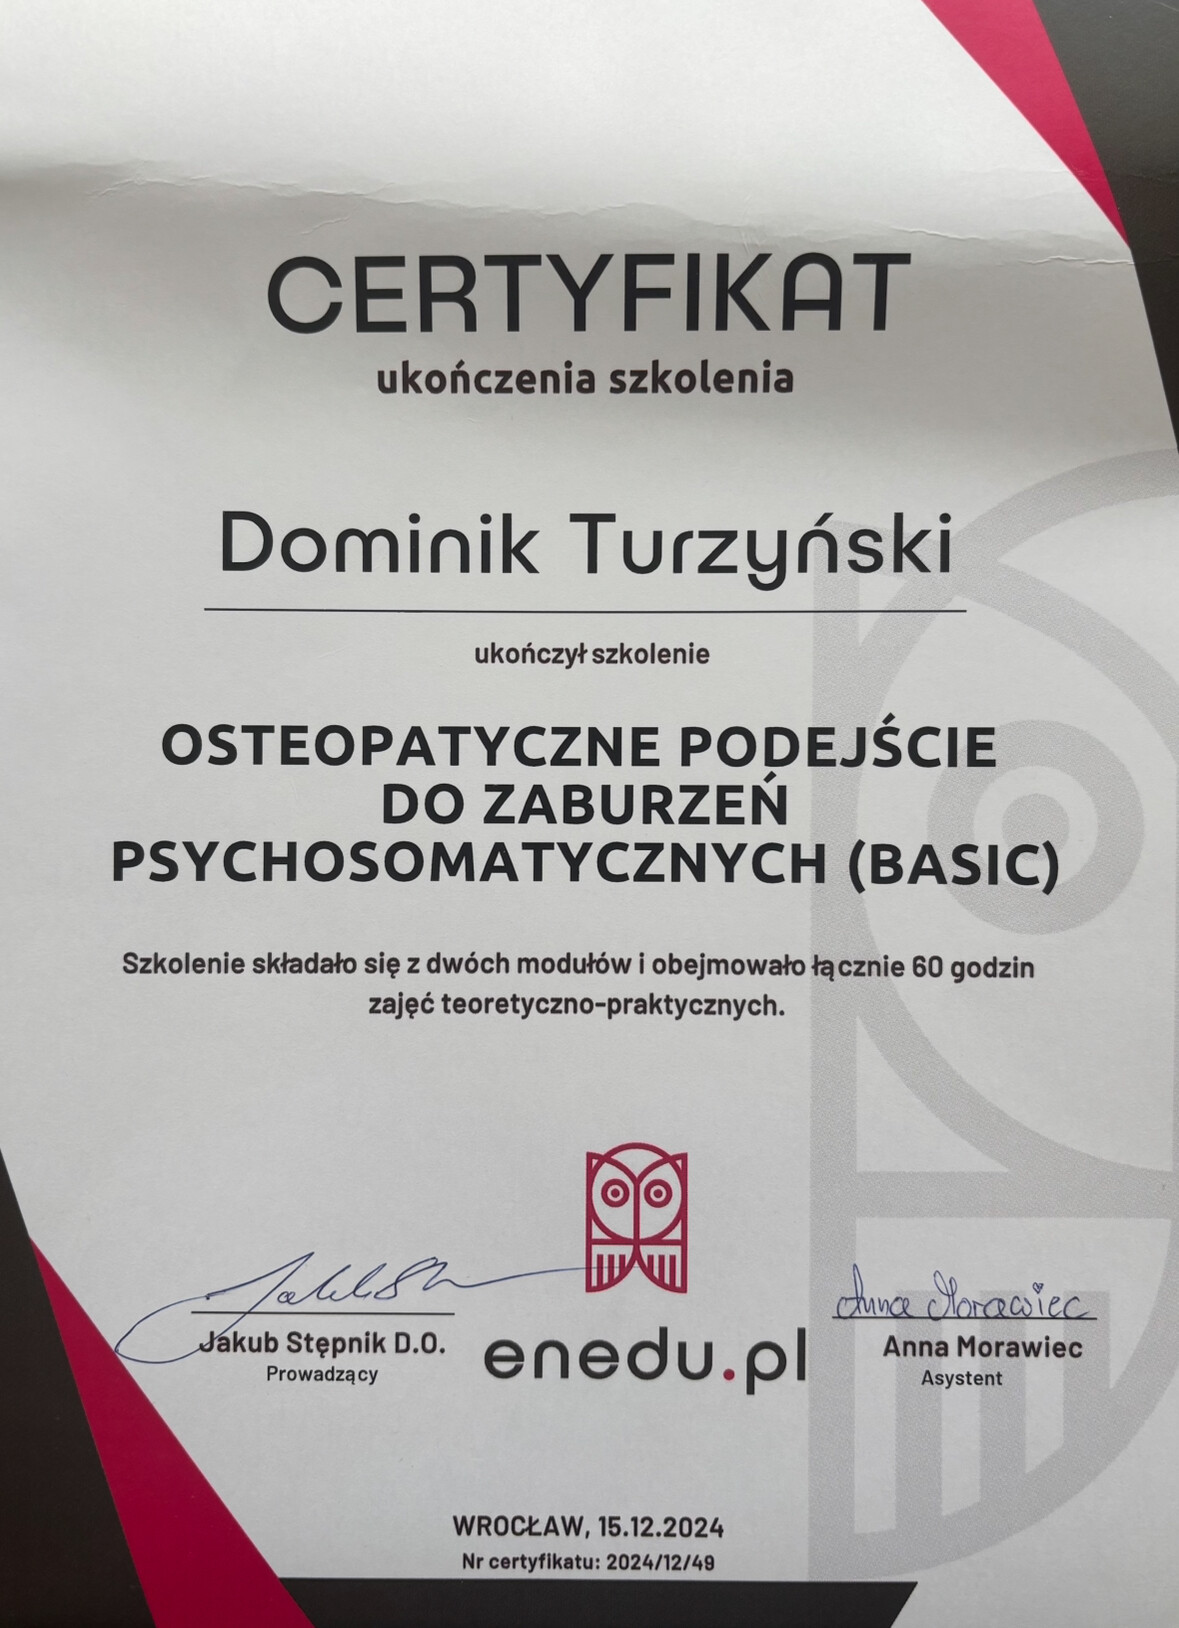 CERTYFIKAT
ukończenia szkolenia
Dominik Turzyński
ukończył szkolenie
OSTEOPATYCZNE PODEJŚCIE
DO ZABURZEŃ
PSYCHOSOMATYCZNYCH (BASIC)
Szkolenie składało się z dwóch modułów i obejmowało łącznie 60 godzin
zajęć teoretyczno-praktycznych.
Jakub Stępnik D.O.
Prowadzący
enedu.pl
Anna Morawiec
Anna Morawiec
Asystent
WROCŁAW, 15.12.2024
Nr certyfikatu: 2024/12/49